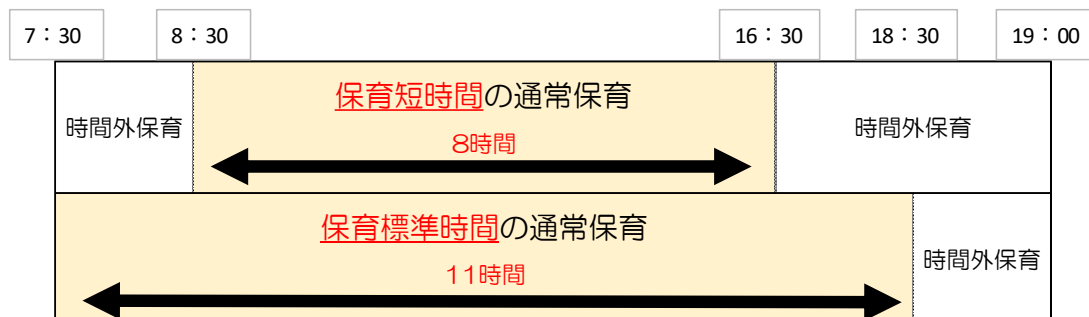 7：30
8：30
16：30
18：30
19：00
時間外保育
保育短時間の通常保育
8時間
時間外保育
保育標準時間の通常保育
11時間
時間外保育